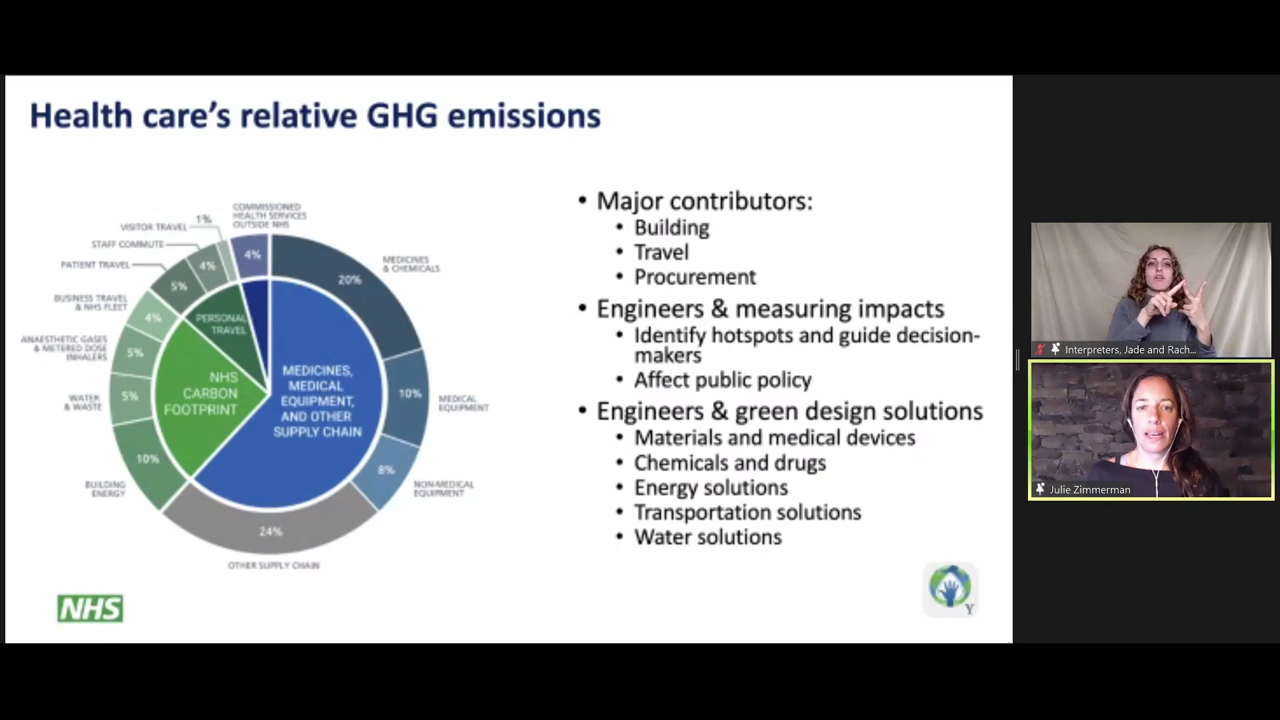 Health care's relative GHG emissions
1%
COMMISSIONED
HEALTH SERVICES
OUTSIDE NHS
VISITOR TRAVEL
STAFF COMMUTE
PATIENT TRAVEL
BUSINESS TRAVEL
& NHS FLEET
ANAESTHETIC GASES
& METERED DOSE
INHALERS
WATER
& WASTE
BUILDING
ENERGY
4%
4%
5%
4%
5%
5%
10%
20%
MEDICINES
& CHEMICALS
10%
MEDICAL
EQUIPMENT
8%
NON-MEDICAL
EQUIPMENT
24%
OTHER SUPPLY CHAIN
PERSONAL
TRAVEL
NHS
CARBON
FOOTPRINT
MEDICINES,
MEDICAL
EQUIPMENT,
AND OTHER
SUPPLY CHAIN
NHS
• Major contributors:
• Building
• Travel
• Procurement
• Engineers & measuring impacts
• Identify hotspots and guide decision-
makers
• Affect public policy
• Engineers & green design solutions
• Materials and medical devices
• Chemicals and drugs
• Energy solutions
• Transportation solutions
• Water solutions
Y
Interpreters, Jade and Rach...
Julie Zimmerman